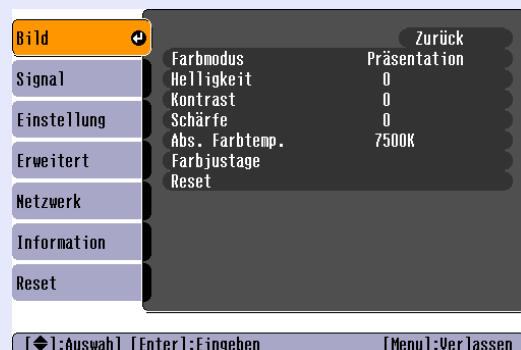 Bild
Signal
Einstellung
Erweitert
Netzwerk
Information
Reset
Zurück
Farbmodus Präsentation
Helligkeit 0
Kontrast 0
Schärfe 0
Abs. Farbtemp. 7500K
Farbjustage
Reset
[◆]:Auswahl [Enter]:Eingeben [Menu]:Verlassen